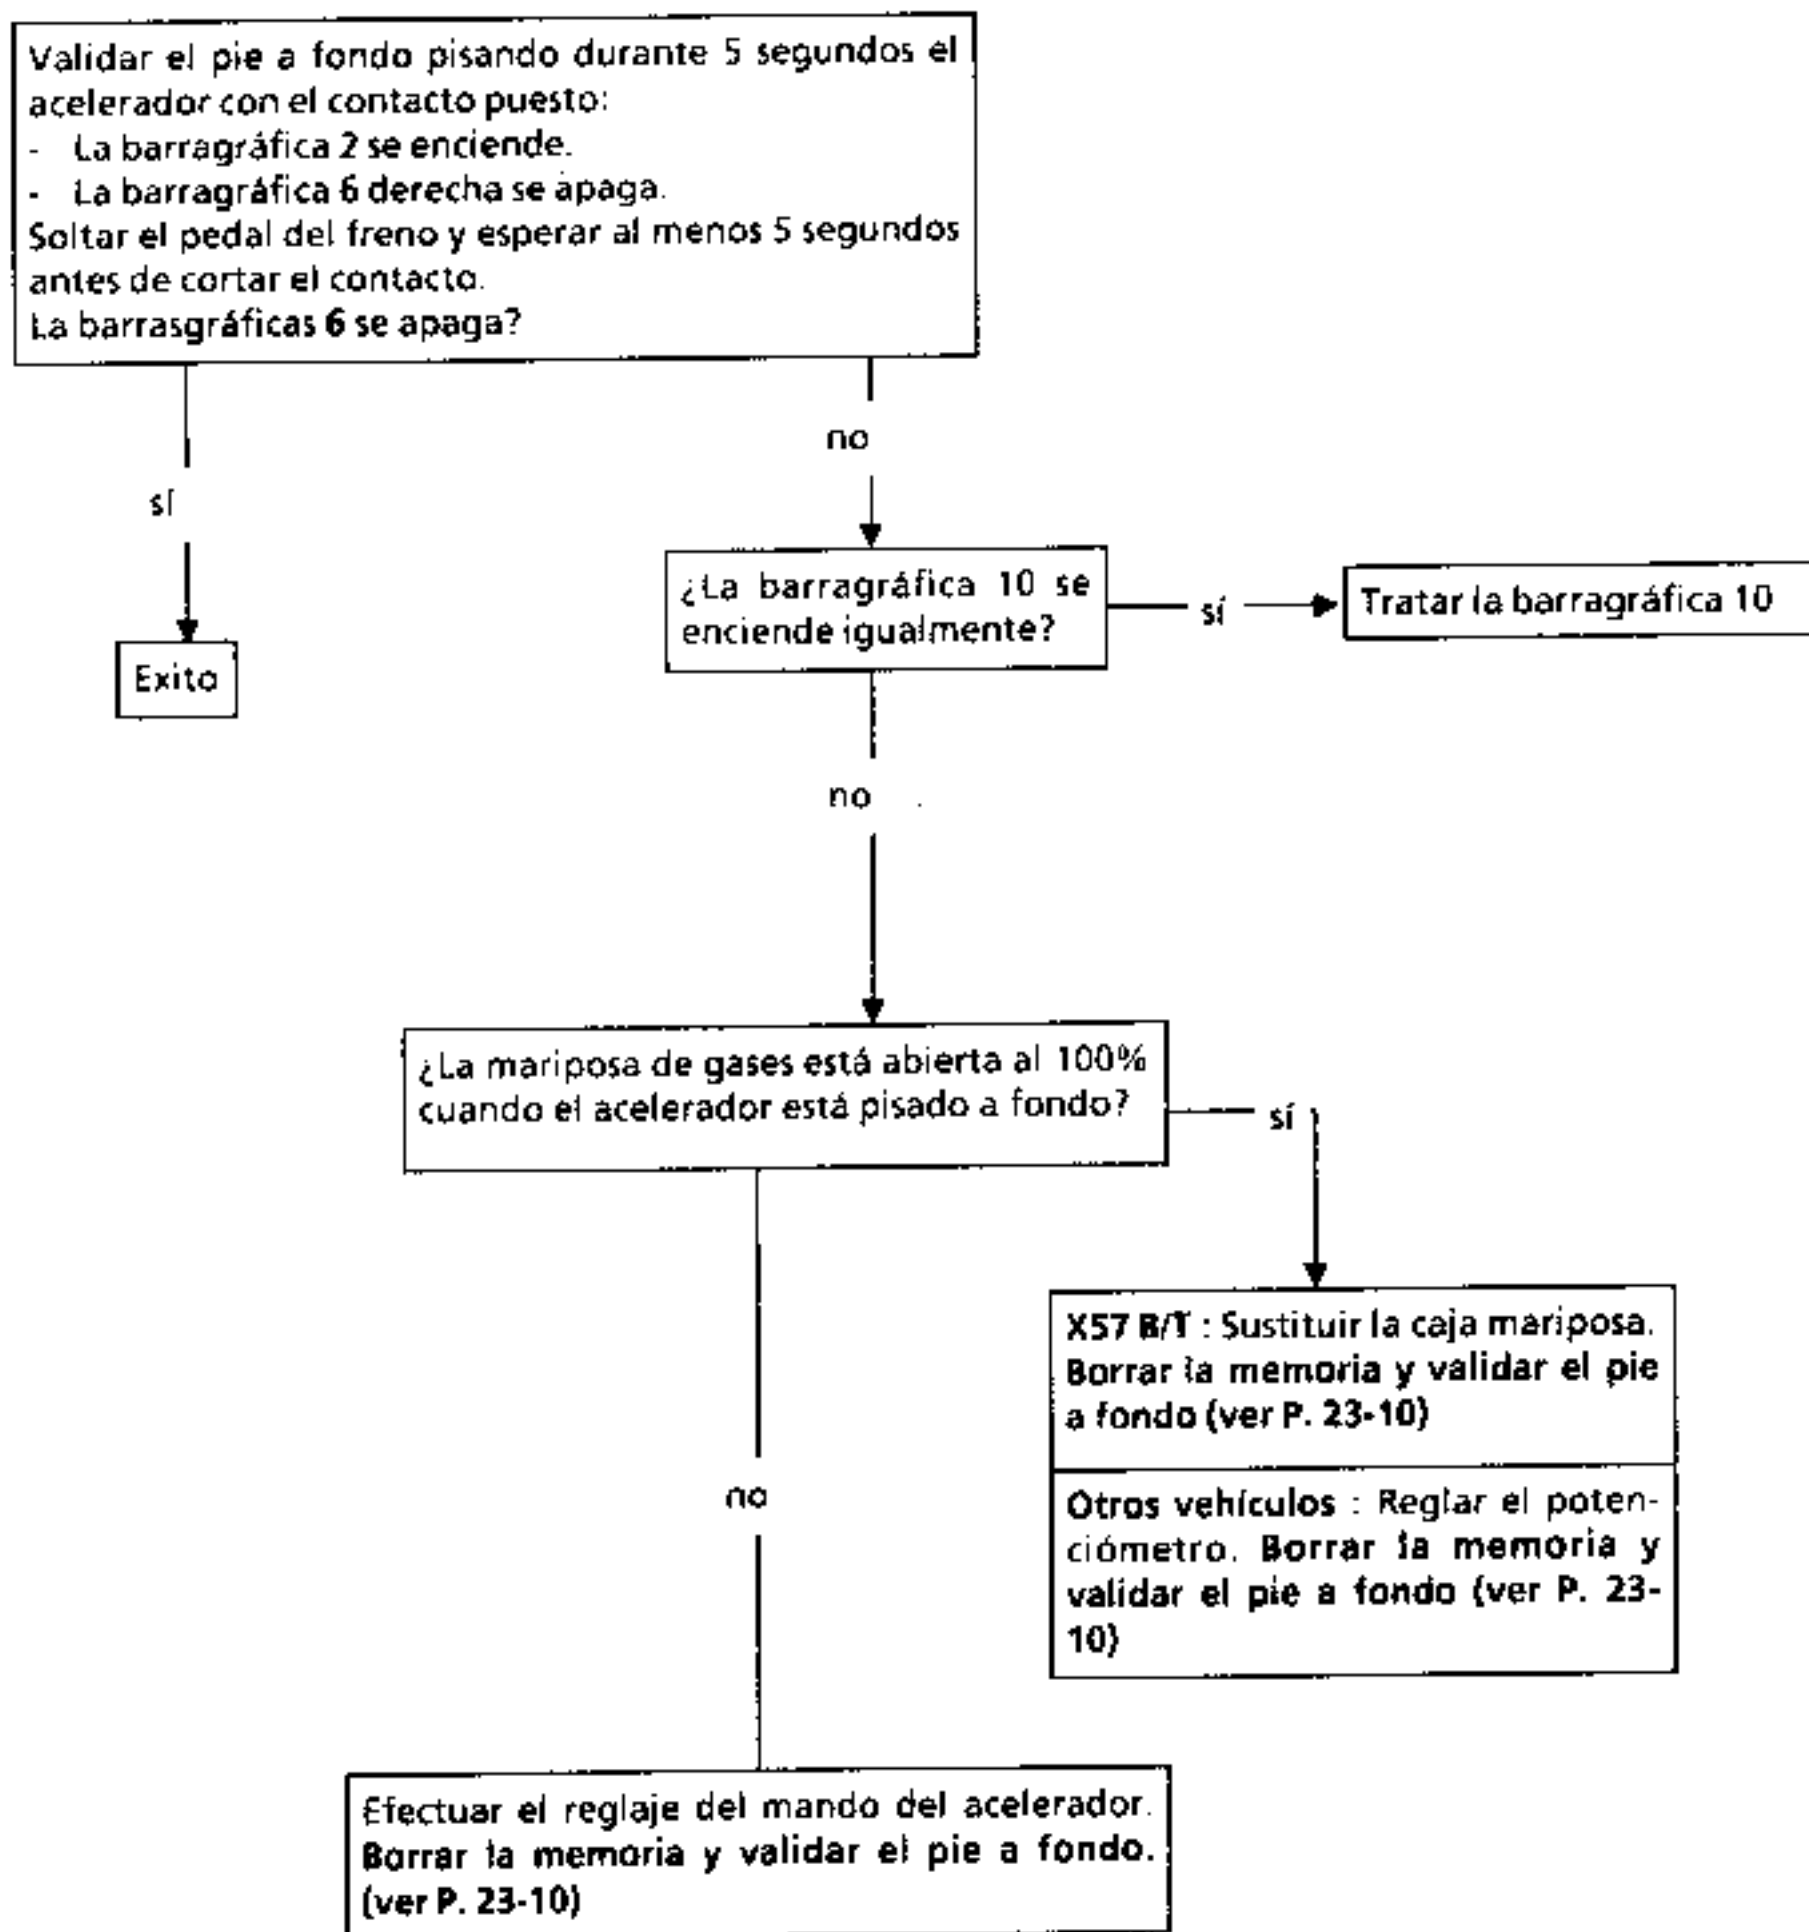 Validar el pie a fondo pisando durante 5 segundos el
acelerador con el contacto puesto:
- La barragráfica 2 se enciende.
- La barragráfica 6 derecha se apaga.
Soltar el pedal del freno y esperar al menos 5 segundos
antes de cortar el contacto.
La barrasgráficas 6 se apaga?
no
sí
¿La barragráfica 10 se
enciende igualmente?
sí
Tratar la barragráfica 10
Exito
no
¿La mariposa de gases está abierta al 100%
cuando el acelerador está pisado a fondo?
sí
X57 B/T : Sustituir la caja mariposa.
Borrar la memoria y validar el pie
a fondo (ver P. 23-10)
Otros vehículos : Reglar el poten-
ciómetro. Borrar la memoria y
validar el pie a fondo (ver P. 23-
10)
no
Efectuar el reglaje del mando del acelerador.
Borrar la memoria y validar el pie a fondo.
(ver P. 23-10)